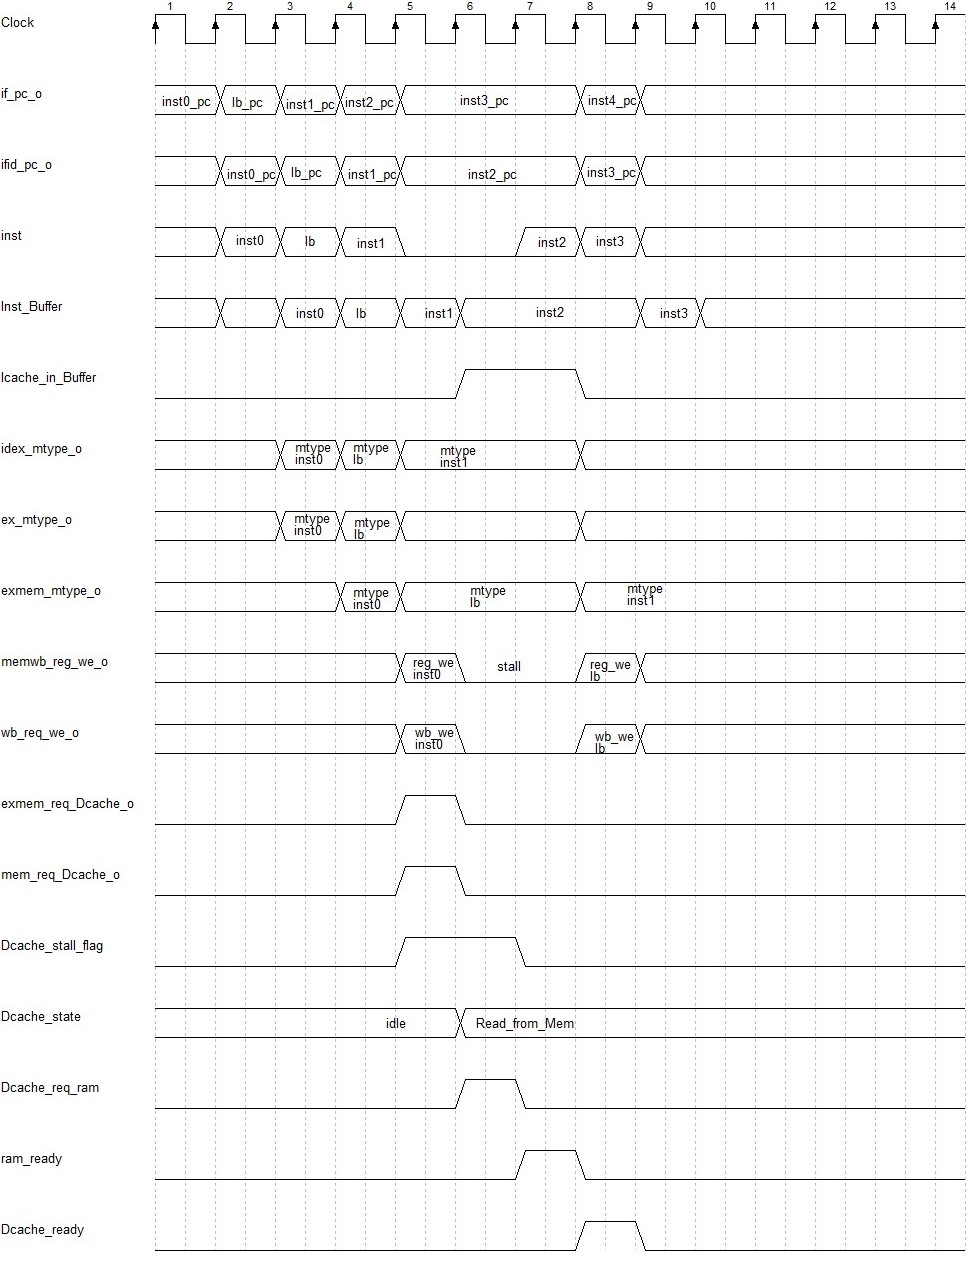 1 2 3 4 5 6 7 8 9 10 11 12 13 14
Clock
if_pc_o inst0_pc lb_pc inst1_pc inst2_pc inst3_pc inst4_pc
ifid_pc_o inst0_pc lb_pc inst1_pc inst2_pc inst3_pc
inst inst0 lb inst1 inst2 inst3
Inst_Buffer inst0 lb inst1 inst2 inst3
Icache_in_Buffer
idex_mtype_o mtype mtype mtype
inst0 lb inst1
ex_mtype_o mtype mtype
inst0 lb
exmem_mtype_o mtype mtype mtype
inst0 lb inst1
memwb_reg_we_o reg_we stall reg_we
inst0 lb
wb_req_we_o wb_we wb_we
inst0 lb
exmem_req_Dcache_o
mem_req_Dcache_o
Dcache_stall_flag
Dcache_state idle Read_from_Mem
Dcache_req_ram
ram_ready
Dcache_ready